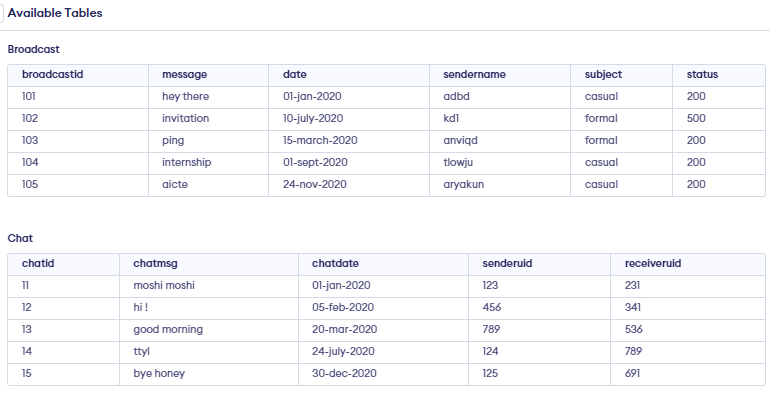 Available Tables
Broadcast
broadcastid message date sendername subject status
101 hey there 01-jan-2020 adbd casual 200
102 invitation 10-july-2020 kd1 formal 500
103 ping 15-march-2020 anviqd formal 200
104 internship 01-sept-2020 tlowju casual 200
105 aicte 24-nov-2020 aryakun casual 200
Chat
chatid chatmsg chatdate senderuid receiveruid
11 moshi moshi 01-jan-2020 123 231
12 hi ! 05-feb-2020 456 341
13 good morning 20-mar-2020 789 536
14 ttyl 24-july-2020 124 789
15 bye honey 30-dec-2020 125 691